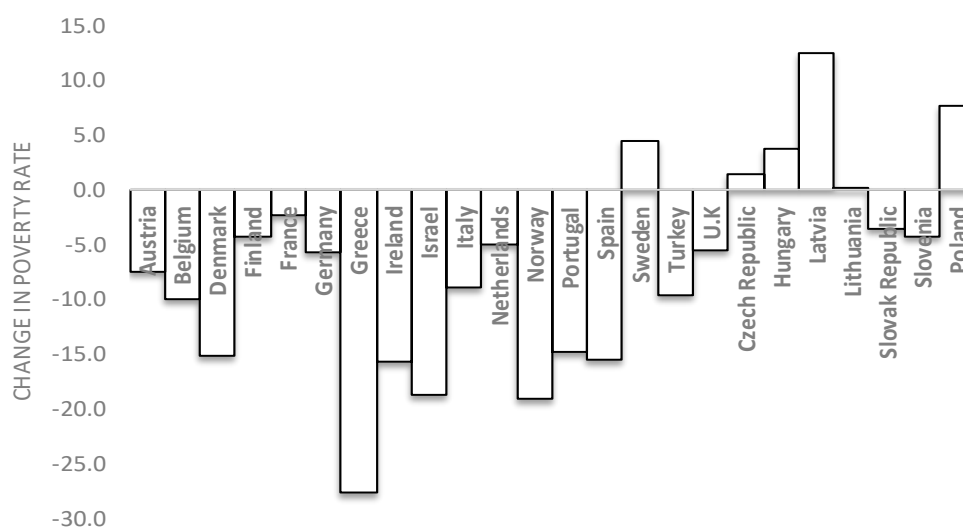 15.0
10.0
5.0
0.0
-5.0
-10.0
-15.0
-20.0
-25.0
-30.0
CHANGE IN POVERTY RATE
Austria
Belgium
Denmark
Finland
France
Germany
Greece
Ireland
Israel
Italy
Netherlands
Norway
Portugal
Spain
Sweden
Turkey
U.K
Czech Republic
Hungary
Latvia
Lithuania
Slovak Republic
Slovenia
Poland